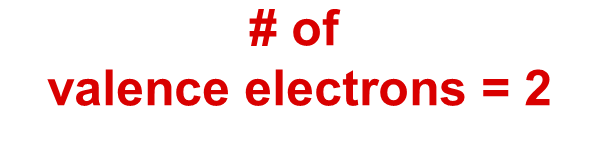 # of
valence electrons = 2